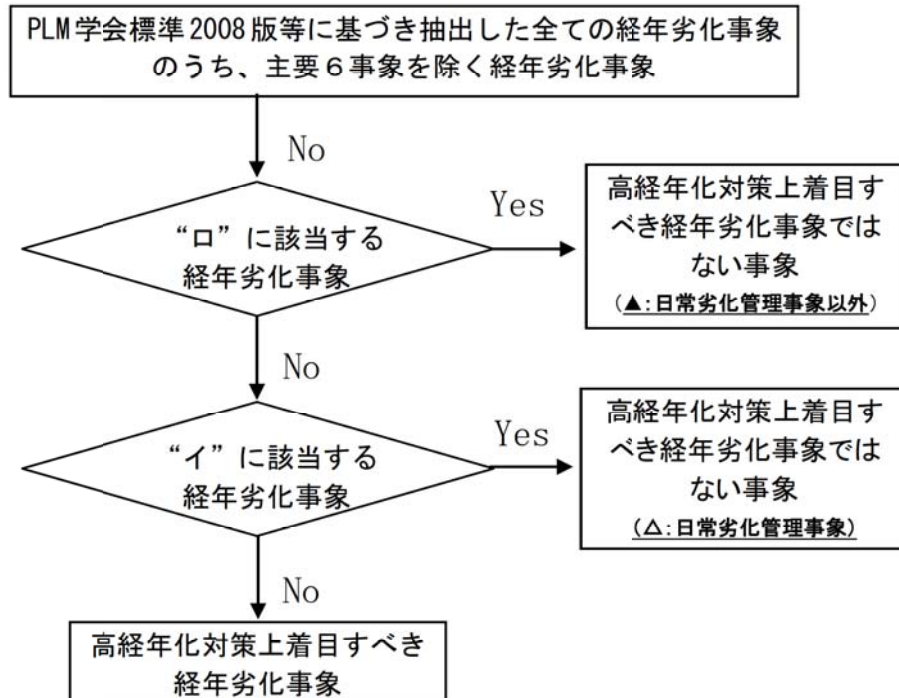 PLM学会標準2008版等に基づき抽出した全ての経年劣化事象
のうち、主要６事象を除く経年劣化事象
No
“ロ”に該当する
経年劣化事象
Yes
高経年化対策上着目す
べき経年劣化事象では
ない事象
(▲:日常劣化管理事象以外)
No
“イ”に該当する
経年劣化事象
Yes
高経年化対策上着目す
べき経年劣化事象では
ない事象
(△:日常劣化管理事象)
No
高経年化対策上着目すべき
経年劣化事象